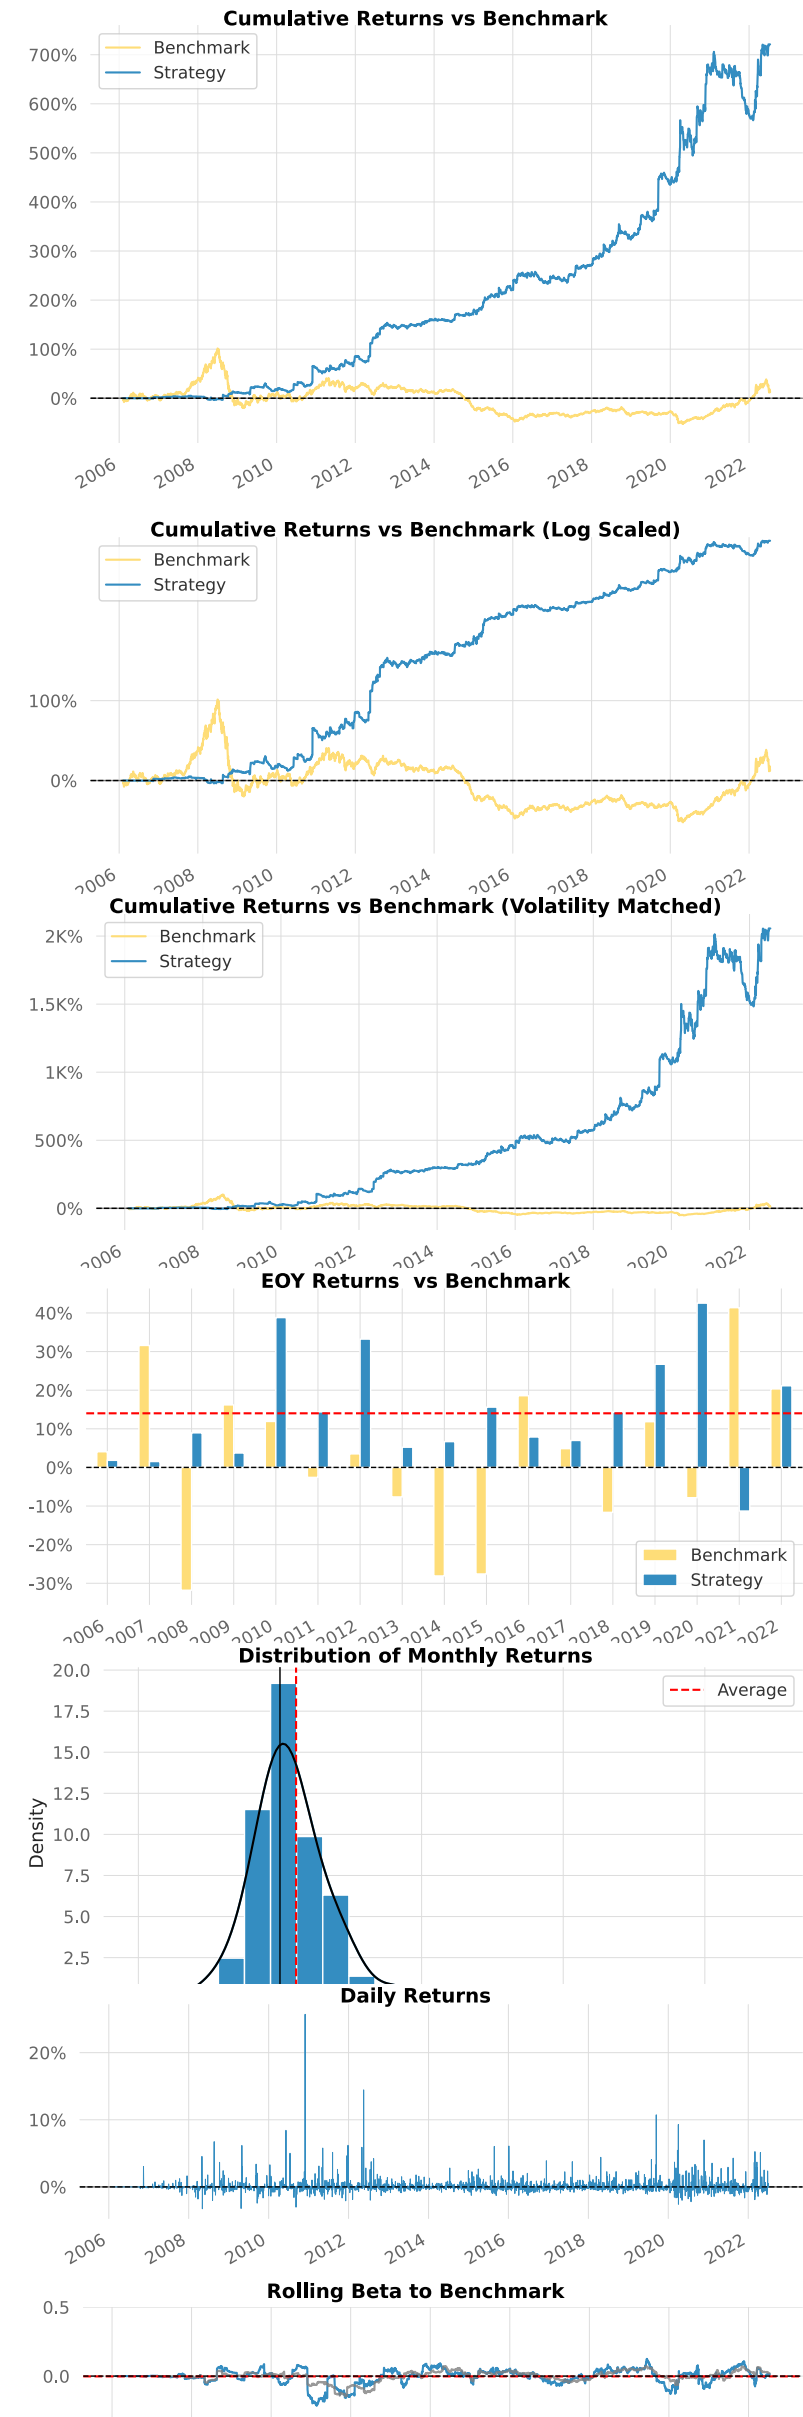 Cumulative Returns vs Benchmark
Benchmark
Strategy
700%
600%
500%
400%
300%
200%
100%
0%
2006 2008 2010 2012 2014 2016 2018 2020 2022
Cumulative Returns vs Benchmark (Log Scaled)
Benchmark
Strategy
100%
0%
2006 2008 2010 2012 2014 2016 2018 2020 2022
Cumulative Returns vs Benchmark (Volatility Matched)
Benchmark
Strategy
2K%
1.5K%
1K%
500%
0%
2006 2008 2010 2012 2014 2016 2018 2020 2022
EOY Returns  vs Benchmark
40%
30%
20%
10%
0%
-10%
-20%
-30%
Benchmark
Strategy
2006 2007 2008 2009 2010 2011 2012 2013 2014 2015 2016 2017 2018 2019 2020 2021 2022
Distribution of Monthly Returns
Average
20.0
17.5
15.0
12.5
10.0
7.5
5.0
2.5
Density
Daily Returns
20%
10%
0%
2006 2008 2010 2012 2014 2016 2018 2020 2022
Rolling Beta to Benchmark
0.5
0.0